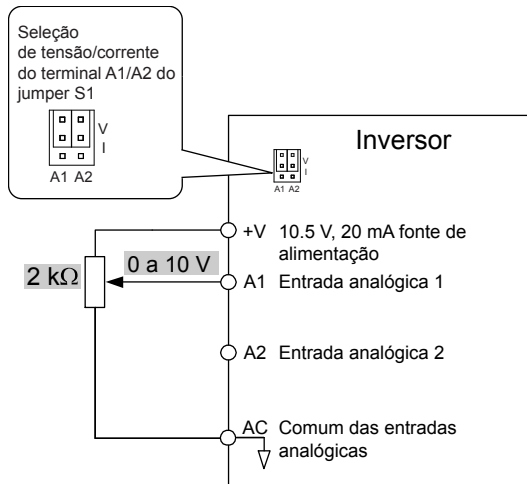 Seleção
de tensão/corrente
do terminal A1/A2 do
jumper S1
V
I
A1 A2
Inversor
V
I
A1 A2
+V 10.5 V, 20 mA fonte de
alimentação
2 kΩ
0 a 10 V
A1 Entrada analógica 1
A2 Entrada analógica 2
AC Comum das entradas
analógicas